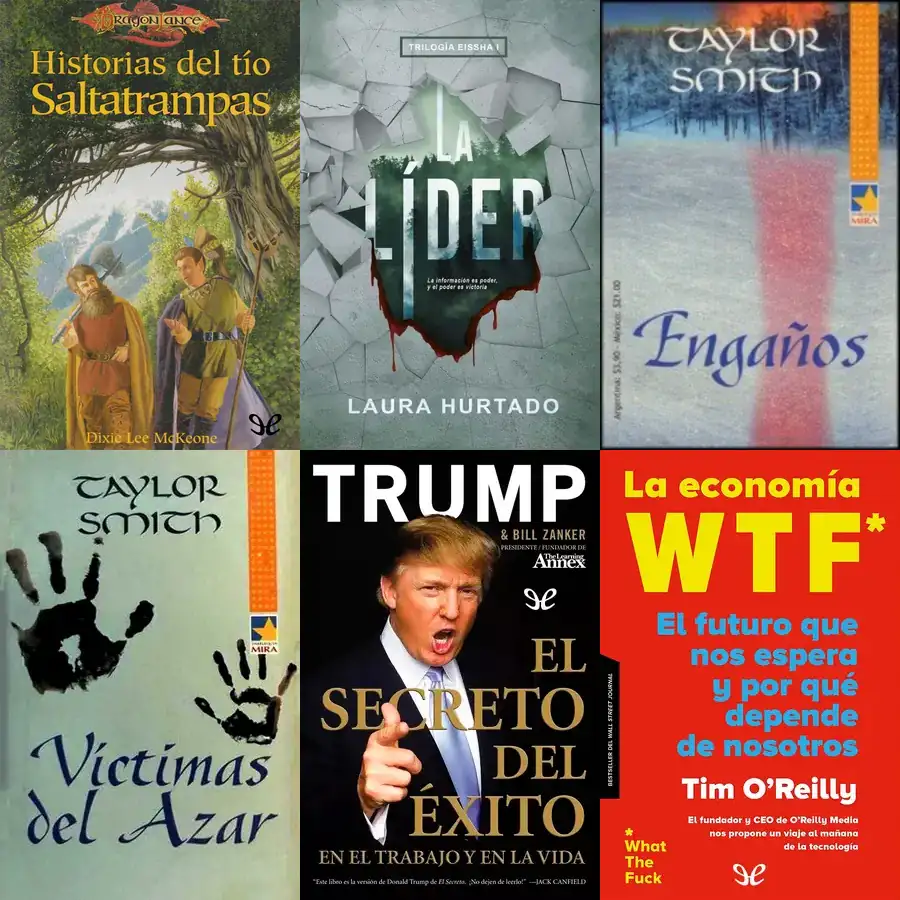 DRAGONLANCE
Historias del tío
Saltatrampas
Dixie Lee McKeone
TRILOGÍA EISSHA I
LA
LÍDER
La información es poder,
y el poder es victoria
LAURA HURTADO
TAYLOR
SMITH
MIRA
Argentina: $3,90 - México: $21.00
Engaños
TAYLOR
SMITH
HARLEQUIN
MIRA
Víctimas
del Azar
TRUMP
& BILL ZANKER
PRESIDENTE / FUNDADOR DE
The Learning
Annex
EL
SECRETO
DEL
ÉXITO
EN EL TRABAJO Y EN LA VIDA
"Este libro es la versión de Donald Trump de El Secreto. ¡No dejen de leerlo!" —JACK CANFIELD
La economía
WTF*
El futuro que
nos espera
y por qué
depende
de nosotros
BESTSELLER DEL WALL STREET JOURNAL
Tim O'Reilly
El fundador y CEO de O'Reilly Media
nos propone un viaje al mañana
de la tecnología
*
What
The
Fuck